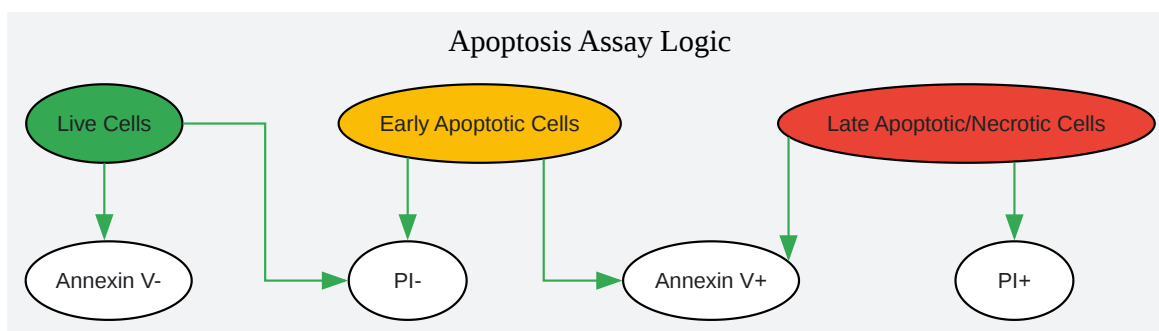 Apoptosis Assay Logic
Live Cells
Early Apoptotic Cells
Late Apoptotic/Necrotic Cells
Annexin V-
PI-
Annexin V+
PI+